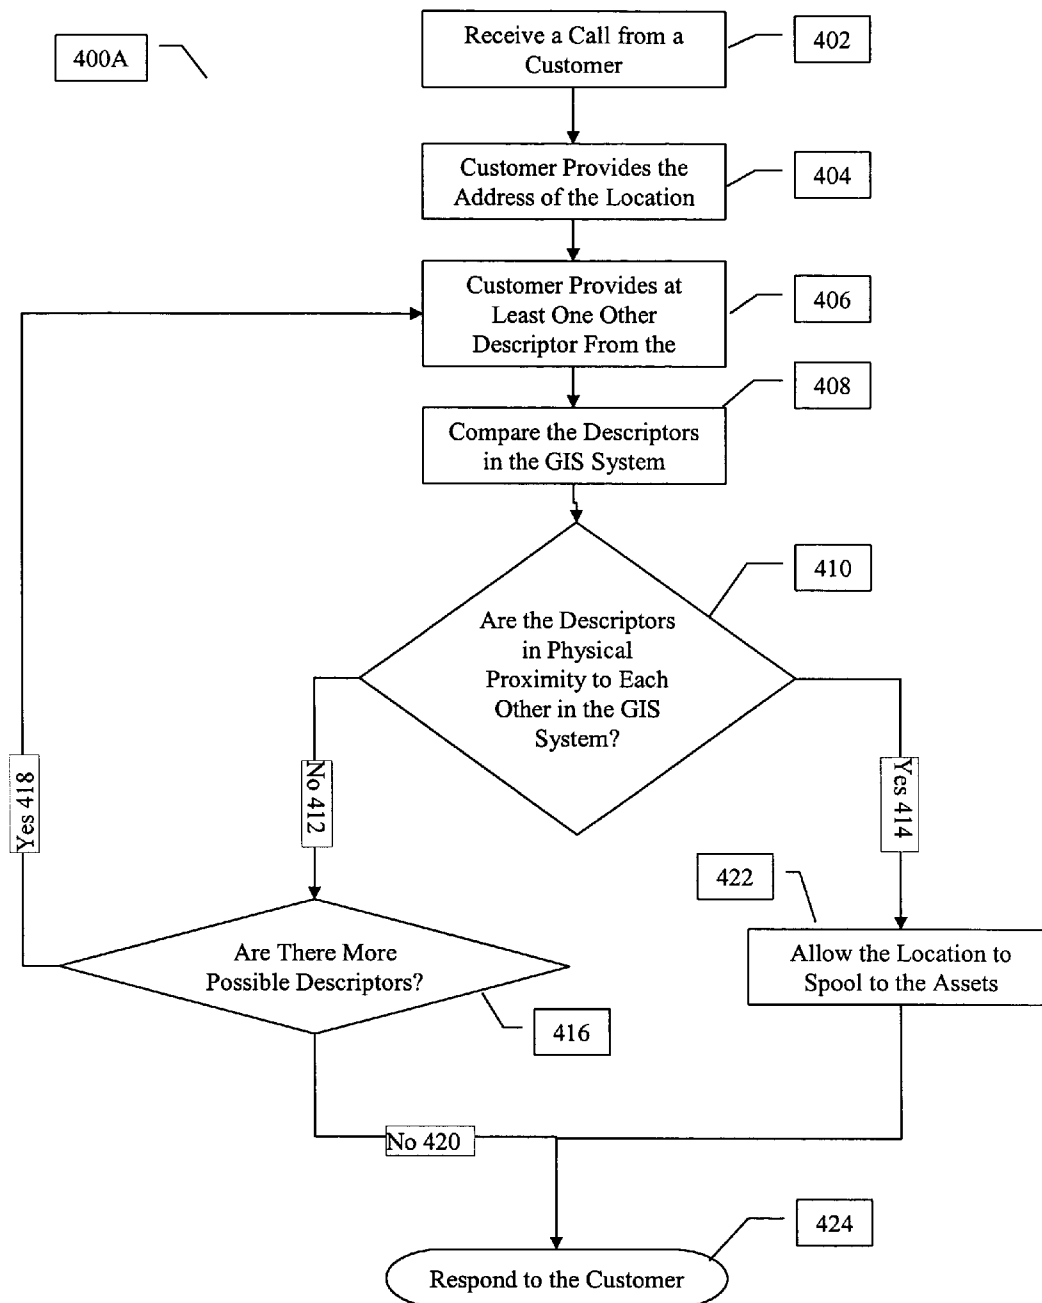 400A
Receive a Call from a
Customer
402
Customer Provides the
Address of the Location
404
Customer Provides at
Least One Other
Descriptor From the
406
408
Compare the Descriptors
in the GIS System
410
Are the Descriptors
in Physical
Proximity to Each
Other in the GIS
System?
Yes 418
No 412
Yes 414
422
Are There More
Possible Descriptors?
Allow the Location to
Spool to the Assets
416
No 420
424
Respond to the Customer